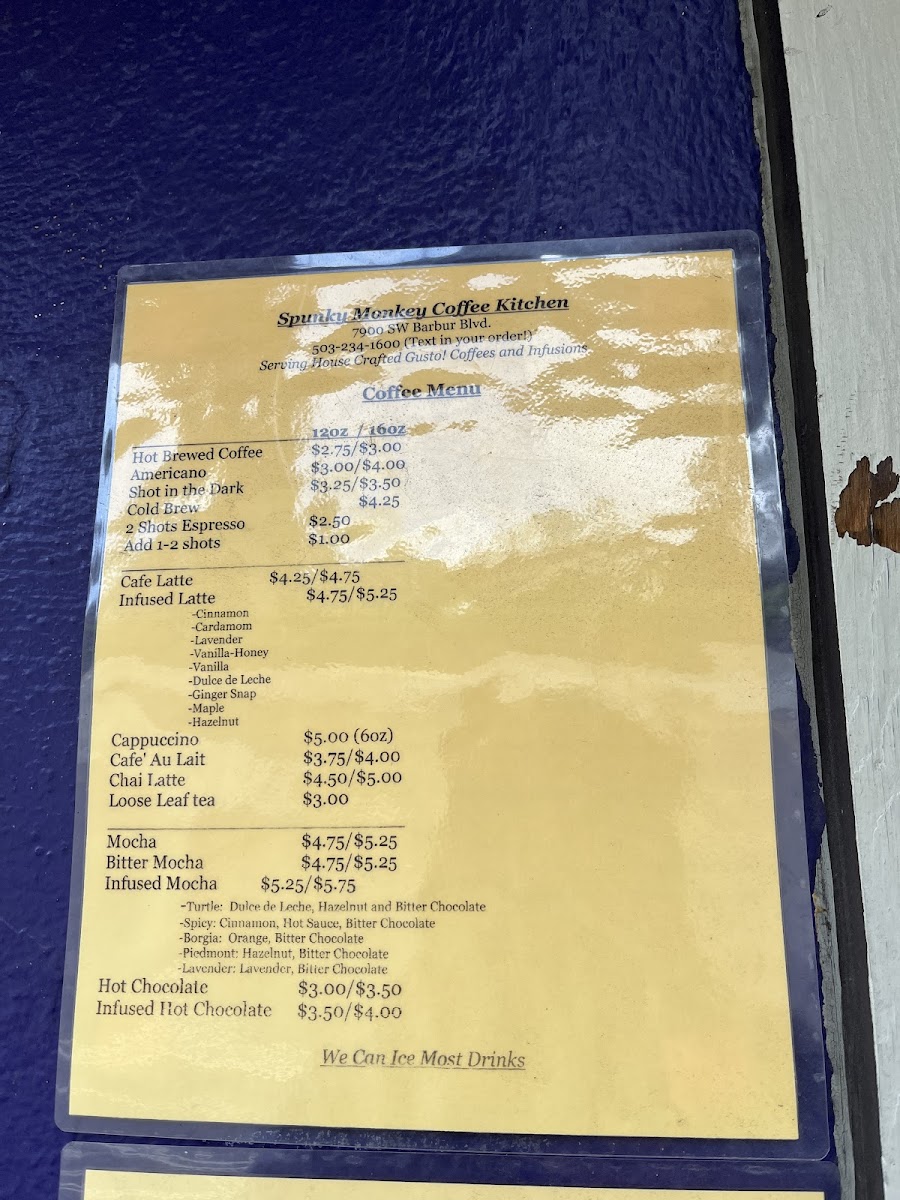 Spunky Monkey Coffee Kitchen
7900 SW Barbur Blvd.
503-234-1600 (Text in your order!)
Serving House Crafted Gusto! Coffees and Infusions
Coffee Menu
12oz / 16oz
Hot Brewed Coffee $2.75/$3.00
Americano $3.00/$4.00
Shot in the Dark $3.25/$3.50
Cold Brew $4.25
2 Shots Espresso $2.50
Add 1-2 shots $1.00
Cafe Latte $4.25/$4.75
Infused Latte $4.75/$5.25
-Cinnamon
-Cardamom
-Lavender
-Vanilla-Honey
-Vanilla
-Dulce de Leche
-Ginger Snap
-Maple
-Hazelnut
Cappuccino $5.00 (6oz)
Cafe' Au Lait $3.75/$4.00
Chai Latte $4.50/$5.00
Loose Leaf tea $3.00
Mocha $4.75/$5.25
Bitter Mocha $4.75/$5.25
Infused Mocha $5.25/$5.75
-Turtle: Dulce de Leche, Hazelnut and Bitter Chocolate
-Spicy: Cinnamon, Hot Sauce, Bitter Chocolate
-Borgia: Orange, Bitter Chocolate
-Piedmont: Hazelnut, Bitter Chocolate
-Lavender: Lavender, Bitter Chocolate
Hot Chocolate $3.00/$3.50
Infused Hot Chocolate $3.50/$4.00
We Can Ice Most Drinks